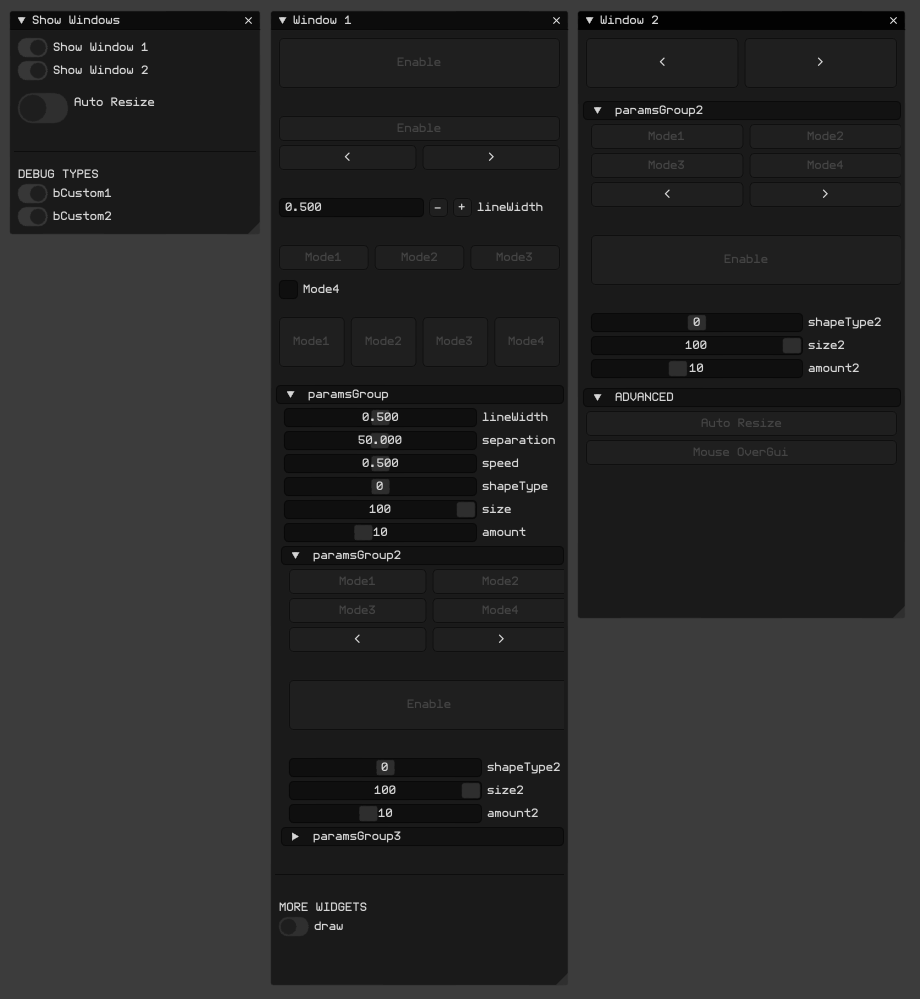 Show Windows
Show Window 1
Show Window 2
Auto Resize
DEBUG TYPES
bCustom1
bCustom2
Window 1
Enable
Enable
< >
0.500 - + lineWidth
Mode1 Mode2 Mode3
Mode4
Mode1 Mode2 Mode3 Mode4
paramsGroup
0.500 lineWidth
50.000 separation
0.500 speed
0 shapeType
100 size
10 amount
paramsGroup2
Mode1 Mode2
Mode3 Mode4
< >
Enable
0 shapeType2
100 size2
10 amount2
paramsGroup3
MORE WIDGETS
draw
Window 2
< >
paramsGroup2
Mode1 Mode2
Mode3 Mode4
< >
Enable
0 shapeType2
100 size2
10 amount2
ADVANCED
Auto Resize
Mouse OverGui